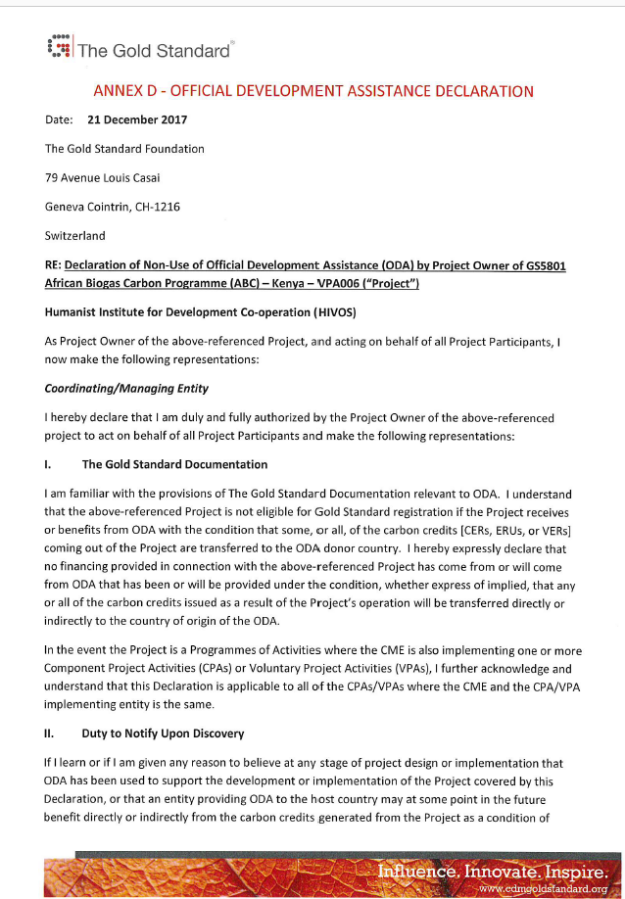 The Gold Standard®
ANNEX D - OFFICIAL DEVELOPMENT ASSISTANCE DECLARATION
Date: 21 December 2017
The Gold Standard Foundation
79 Avenue Louis Casai
Geneva Cointrin, CH-1216
Switzerland
RE: Declaration of Non-Use of Official Development Assistance (ODA) by Project Owner of GS5801
African Biogas Carbon Programme (ABC) – Kenya – VPA006 ("Project")
Humanist Institute for Development Co-operation (HIVOS)
As Project Owner of the above-referenced Project, and acting on behalf of all Project Participants, I
now make the following representations:
Coordinating/Managing Entity
I hereby declare that I am duly and fully authorized by the Project Owner of the above-referenced
project to act on behalf of all Project Participants and make the following representations:
I. The Gold Standard Documentation
I am familiar with the provisions of The Gold Standard Documentation relevant to ODA. I understand
that the above-referenced Project is not eligible for Gold Standard registration if the Project receives
or benefits from ODA with the condition that some, or all, of the carbon credits [CERs, ERUs, or VERs]
coming out of the Project are transferred to the ODA donor country. I hereby expressly declare that
no financing provided in connection with the above-referenced Project has come from or will come
from ODA that has been or will be provided under the condition, whether express of implied, that any
or all of the carbon credits issued as a result of the Project's operation will be transferred directly or
indirectly to the country of origin of the ODA.
In the event the Project is a Programmes of Activities where the CME is also implementing one or more
Component Project Activities (CPAs) or Voluntary Project Activities (VPAs), I further acknowledge and
understand that this Declaration is applicable to all of the CPAs/VPAs where the CME and the CPA/VPA
implementing entity is the same.
II. Duty to Notify Upon Discovery
If I learn or if I am given any reason to believe at any stage of project design or implementation that
ODA has been used to support the development or implementation of the Project covered by this
Declaration, or that an entity providing ODA to the host country may at some point in the future
benefit directly or indirectly from the carbon credits generated from the Project as a condition of
Influence. Innovate. Inspire.
www.cdmgoldstandard.org